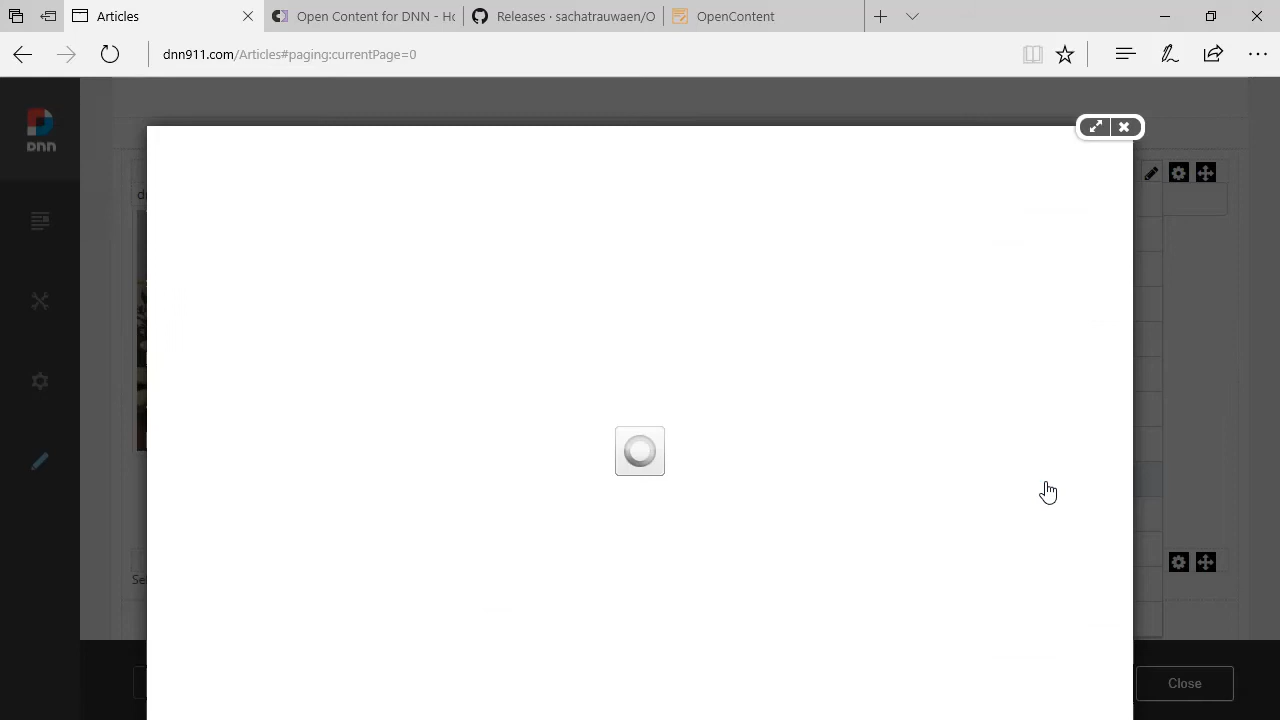 Articles
Open Content for DNN - Ho
Releases · sachatrauwaen/O
OpenContent
dnn911.com/Articles#paging:currentPage=0
DNN
Close